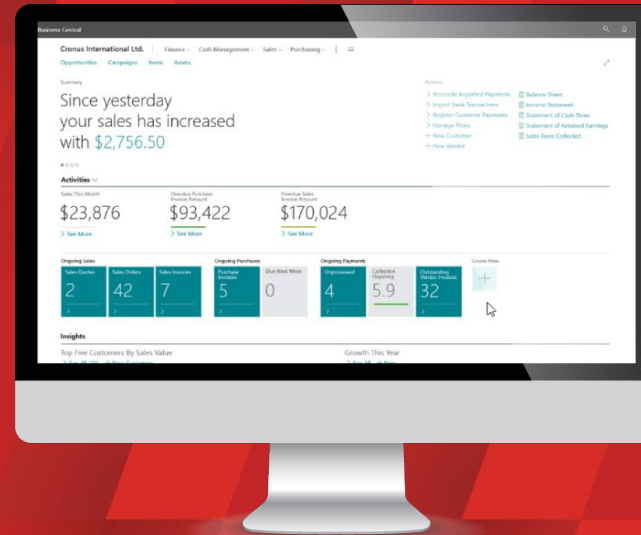 Business Central
Cronus International Ltd. Finance Cash Management Sales Purchasing
Opportunities Campaigns Items Assets
Summary
Actions
Since yesterday
your sales has increased
with $2,756.50
> Reconcile Imported Payments
> Import Bank Transactions
> Register Customer Payments
> Manage Flows
+ New Customer
+ New Vendor
Balance Sheet
Income Statement
Statement of Cash Flows
Statement of Retained Earnings
Sales Taxes Collected
Activities
Sales This Month
$23,876
> See More
Overdue Purchase
Invoice Amount
$93,422
> See More
Overdue Sales
Invoice Amount
$170,024
> See More
Ongoing Sales
Sales Quotes
2
Sales Orders
42
Sales Invoices
7
Ongoing Purchases
Purchase
Invoices
5
Due Next Week
0
Ongoing Payments
Unprocessed
4
Collection
5.9
Outstanding
Vendor Invoices
32
Create New
Insights
Top Five Customers By Sales Value
Growth This Year